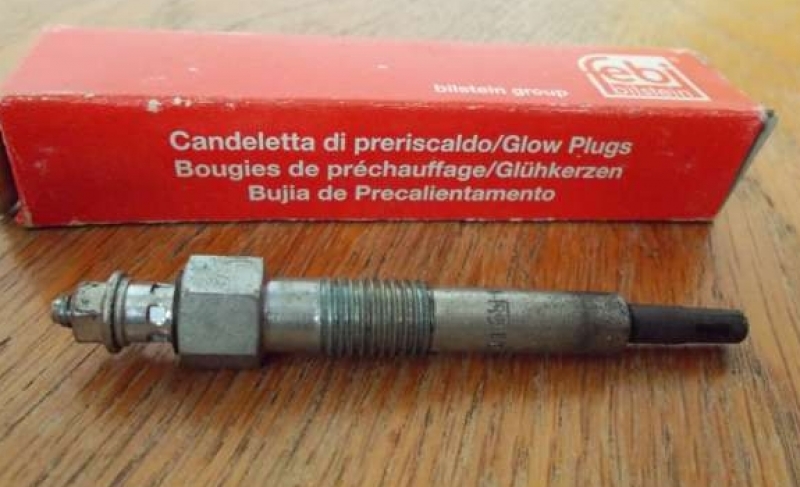 bilstein group
febi
bilstein
Candeletta di preriscaldo/Glow Plugs
Bougies de préchauffage/Glühkerzen
Bujia de Precalientamento